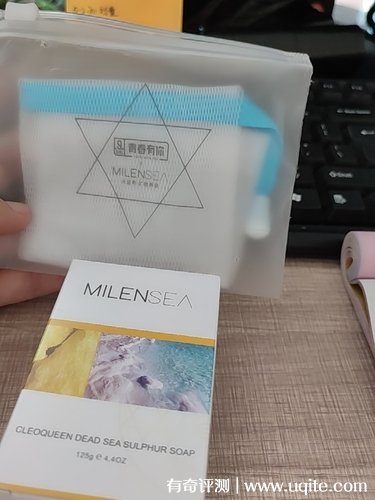 青春有你
MILENSEA
MILENSEA
CLEOQUEEN DEAD SEA SULPHUR SOAP
125g e 4.4OZ
有奇评测 | www.uqite.com